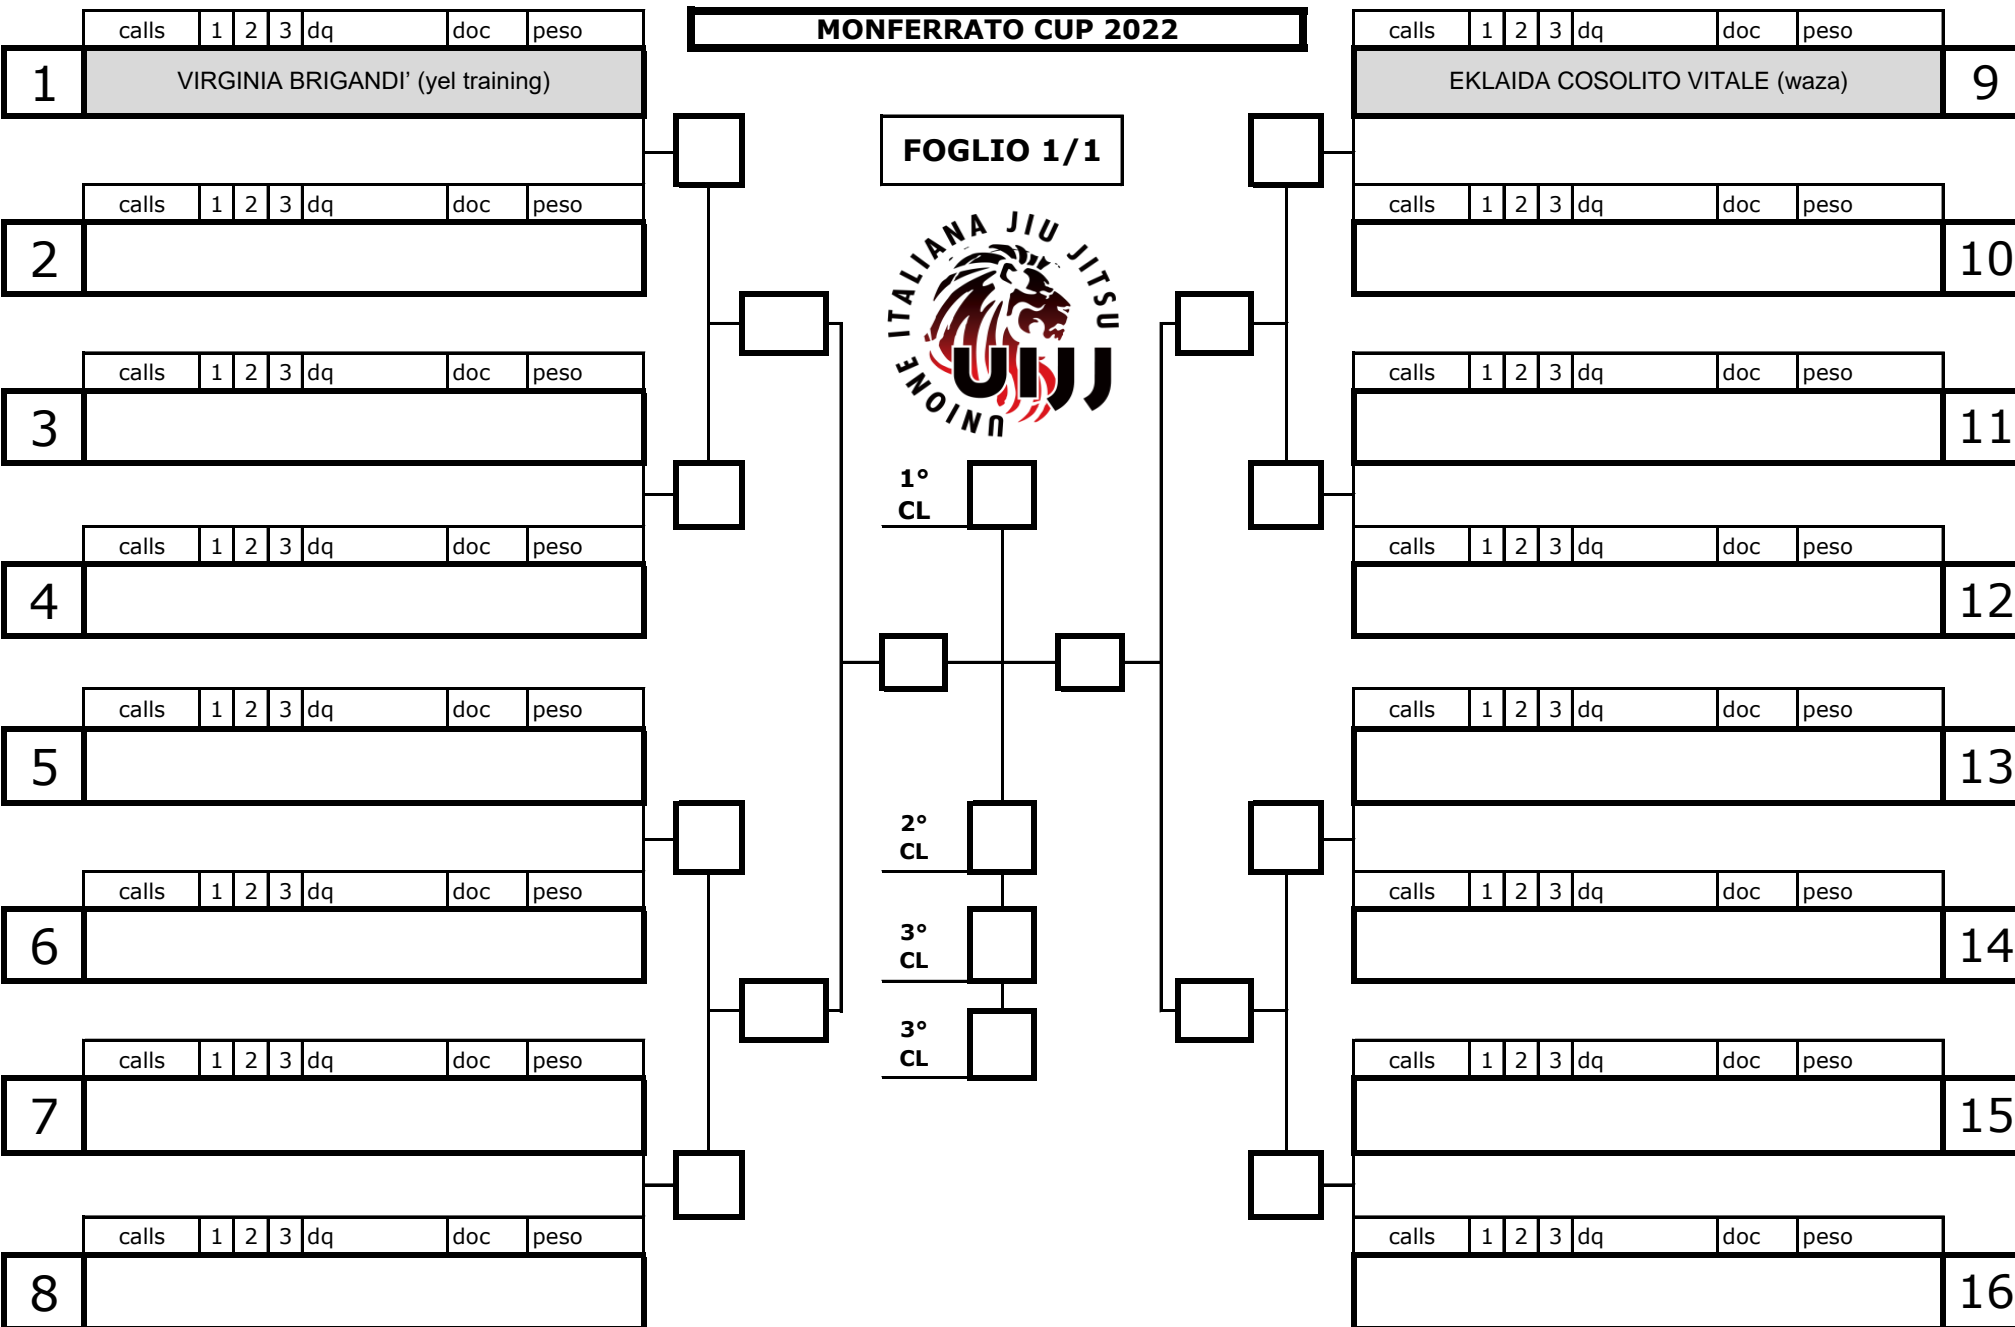 MONFERRATO CUP 2022
FOGLIO 1/1
UNIONE ITALIANA JIU JITSU
UIJJ
calls 1 2 3 dq doc peso
1 VIRGINIA BRIGANDI’ (yel training)
calls 1 2 3 dq doc peso
2
calls 1 2 3 dq doc peso
3
calls 1 2 3 dq doc peso
4
calls 1 2 3 dq doc peso
5
calls 1 2 3 dq doc peso
6
calls 1 2 3 dq doc peso
7
calls 1 2 3 dq doc peso
8
1°
CL
2°
CL
3°
CL
3°
CL
calls 1 2 3 dq doc peso
EKLAIDA COSOLITO VITALE (waza) 9
calls 1 2 3 dq doc peso
10
calls 1 2 3 dq doc peso
11
calls 1 2 3 dq doc peso
12
calls 1 2 3 dq doc peso
13
calls 1 2 3 dq doc peso
14
calls 1 2 3 dq doc peso
15
calls 1 2 3 dq doc peso
16